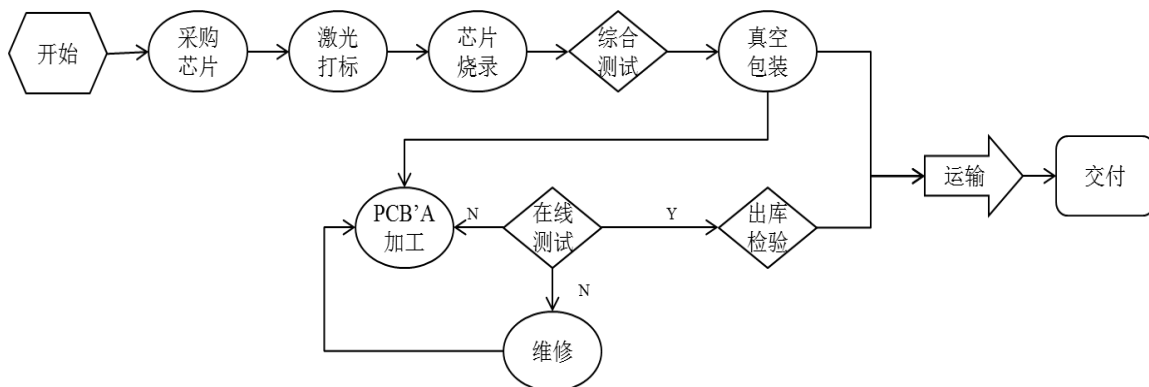 开始
采购
芯片
激光
打标
芯片
烧录
综合
测试
真空
包装
运输
交付
PCB'A
加工
N
在线
测试
Y
出库
检验
N
维修